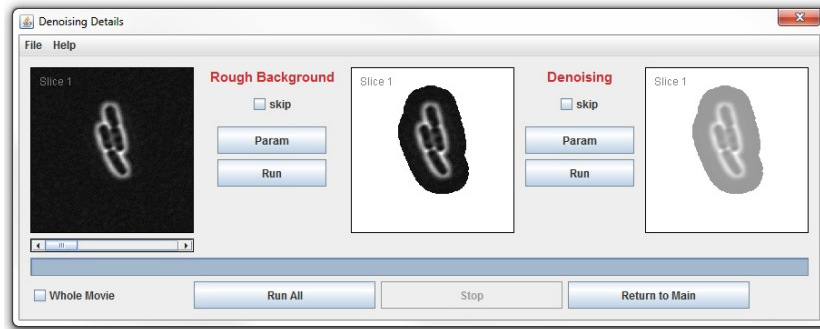 Denoising Details
File Help
Slice 1
Rough Background
skip
Param
Run
Slice 1
Denoising
skip
Param
Run
Slice 1
Whole Movie
Run All
Stop
Return to Main